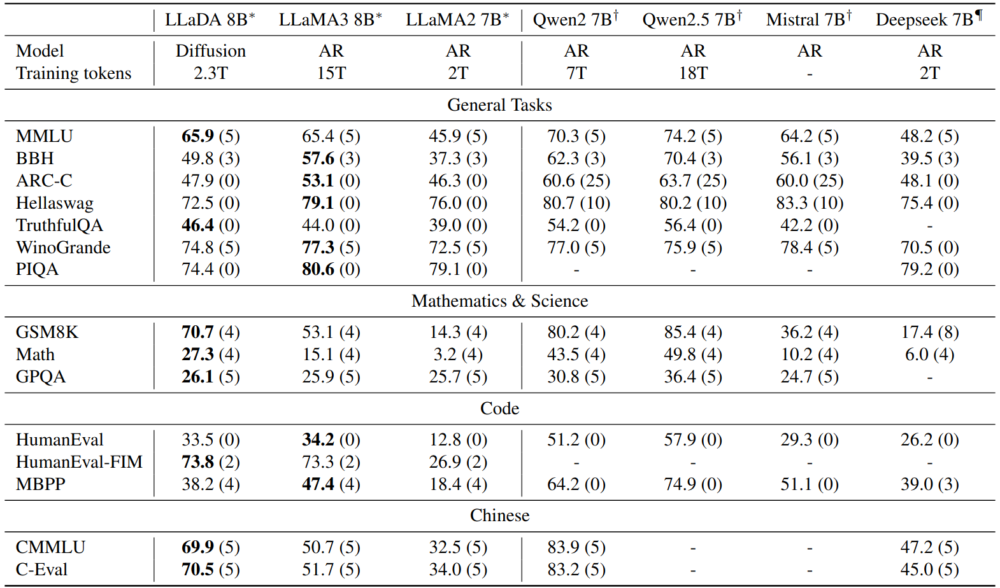 LLaDA 8B* LLaMA3 8B* LLaMA2 7B* Qwen2 7B† Qwen2.5 7B† Mistral 7B† Deepseek 7B¶
Model Diffusion AR AR AR AR AR AR
Training tokens 2.3T 15T 2T 7T 18T - 2T
General Tasks
MMLU 65.9 (5) 65.4 (5) 45.9 (5) 70.3 (5) 74.2 (5) 64.2 (5) 48.2 (5)
BBH 49.8 (3) 57.6 (3) 37.3 (3) 62.3 (3) 70.4 (3) 56.1 (3) 39.5 (3)
ARC-C 47.9 (0) 53.1 (0) 46.3 (0) 60.6 (25) 63.7 (25) 60.0 (25) 48.1 (0)
Hellaswag 72.5 (0) 79.1 (0) 76.0 (0) 80.7 (10) 80.2 (10) 83.3 (10) 75.4 (0)
TruthfulQA 46.4 (0) 44.0 (0) 39.0 (0) 54.2 (0) 56.4 (0) 42.2 (0) -
WinoGrande 74.8 (5) 77.3 (5) 72.5 (5) 77.0 (5) 75.9 (5) 78.4 (5) 70.5 (0)
PIQA 74.4 (0) 80.6 (0) 79.1 (0) - - - 79.2 (0)
Mathematics & Science
GSM8K 70.7 (4) 53.1 (4) 14.3 (4) 80.2 (4) 85.4 (4) 36.2 (4) 17.4 (8)
Math 27.3 (4) 15.1 (4) 3.2 (4) 43.5 (4) 49.8 (4) 10.2 (4) 6.0 (4)
GPQA 26.1 (5) 25.9 (5) 25.7 (5) 30.8 (5) 36.4 (5) 24.7 (5) -
Code
HumanEval 33.5 (0) 34.2 (0) 12.8 (0) 51.2 (0) 57.9 (0) 29.3 (0) 26.2 (0)
HumanEval-FIM 73.8 (2) 73.3 (2) 26.9 (2) - - - -
MBPP 38.2 (4) 47.4 (4) 18.4 (4) 64.2 (0) 74.9 (0) 51.1 (0) 39.0 (3)
Chinese
CMMLU 69.9 (5) 50.7 (5) 32.5 (5) 83.9 (5) - - 47.2 (5)
C-Eval 70.5 (5) 51.7 (5) 34.0 (5) 83.2 (5) - - 45.0 (5)